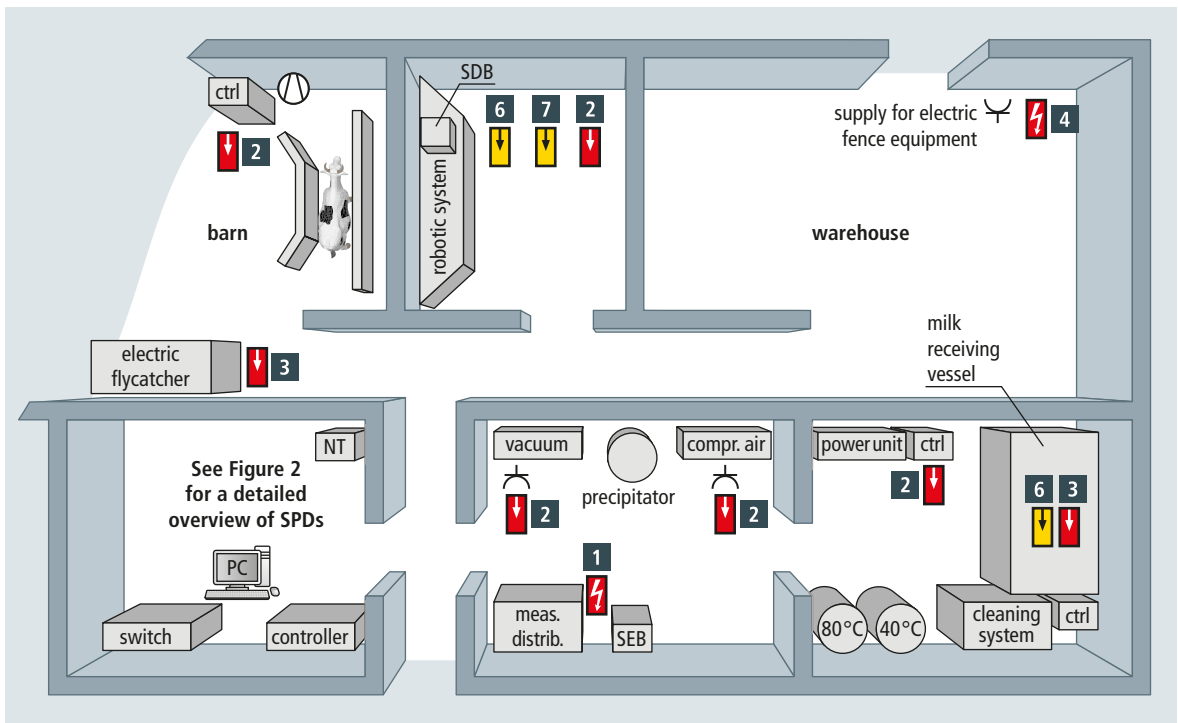 SDB
ctrl
6
7
2
supply for electric
fence equipment
4
2
robotic system
barn
warehouse
electric
flycatcher
3
milk
receiving
vessel
NT
vacuum
compr. air
power unit
ctrl
See Figure 2
for a detailed
overview of SPDs
precipitator
2
2
2
6
3
PC
1
switch
controller
meas.
distrib.
SEB
80°C
40°C
cleaning
system
ctrl